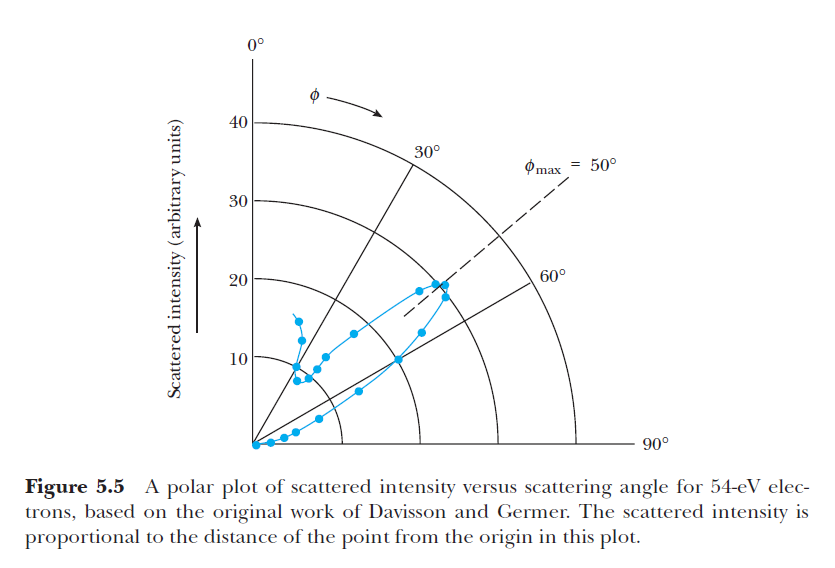 0°
ϕ
40
30°
ϕmax = 50°
30
60°
20
Scattered intensity (arbitrary units)
10
90°
Figure 5.5 A polar plot of scattered intensity versus scattering angle for 54-eV elec-
trons, based on the original work of Davisson and Germer. The scattered intensity is
proportional to the distance of the point from the origin in this plot.